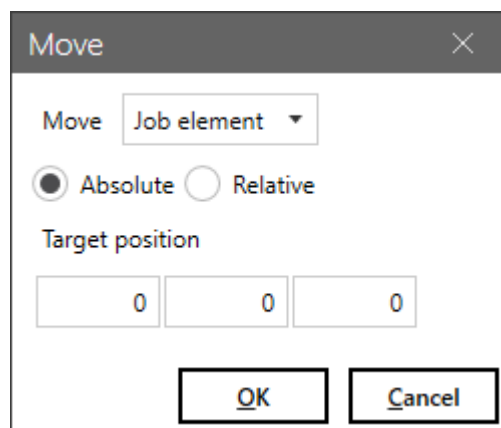 Move
Move Job element
Absolute Relative
Target position
0 0 0
OK Cancel